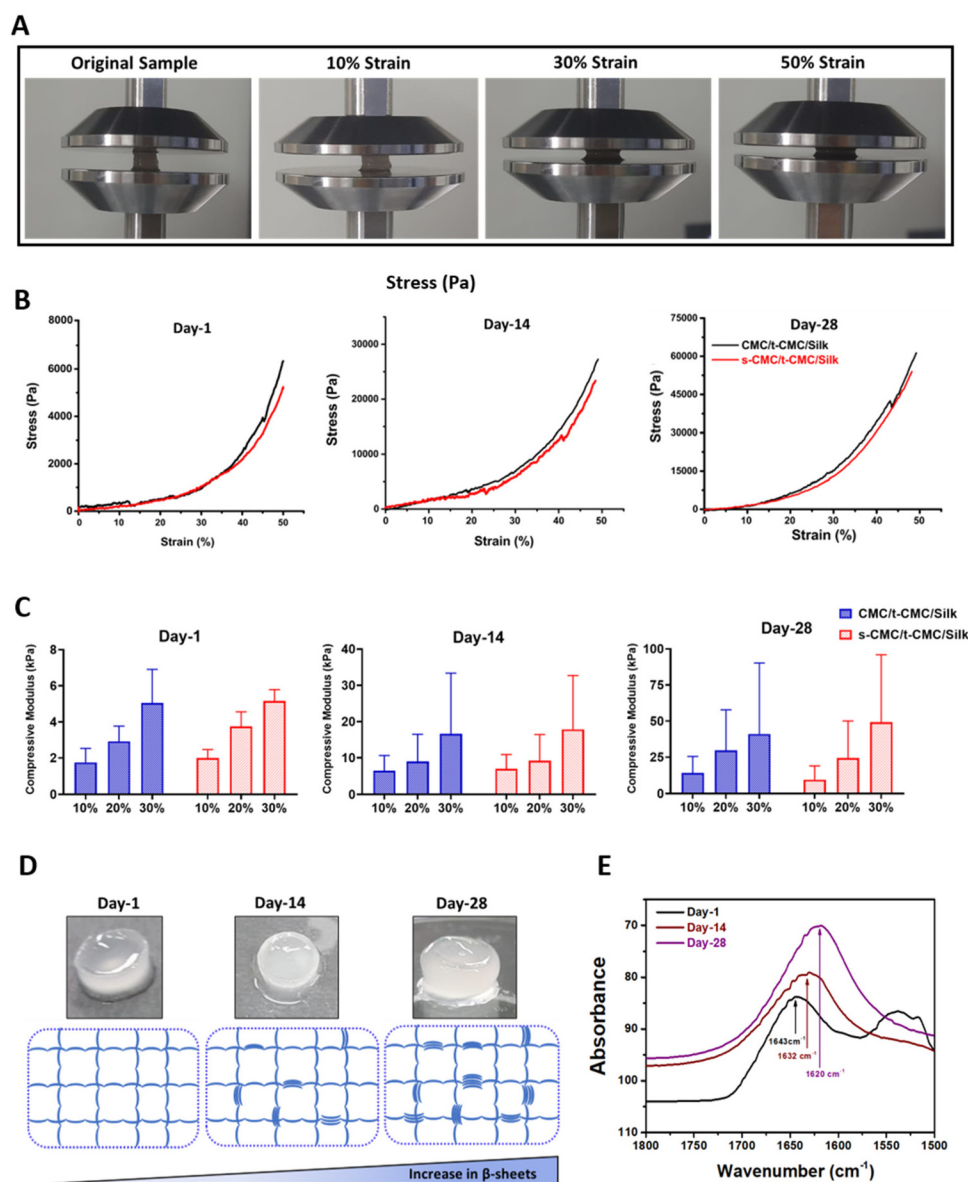 A
Original Sample
10% Strain
30% Strain
50% Strain
B
Stress (Pa)
Day-1
8000
6000
4000
2000
0
Stress (Pa)
0 10 20 30 40 50
Strain (%)
Day-14
30000
20000
10000
0
Stress (Pa)
0 10 20 30 40 50
Strain (%)
Day-28
CMC/t-CMC/Silk
s-CMC/t-CMC/Silk
75000
60000
45000
30000
15000
0
Stress (Pa)
0 10 20 30 40 50
Strain (%)
C
CMC/t-CMC/Silk
s-CMC/t-CMC/Silk
Day-1
8
6
4
2
0
Compressive Modulus (kPa)
10% 20% 30% 10% 20% 30%
Day-14
40
30
20
10
0
Compressive Modulus (kPa)
10% 20% 30% 10% 20% 30%
Day-28
100
75
50
25
0
Compressive Modulus (kPa)
10% 20% 30% 10% 20% 30%
D
Day-1
Day-14
Day-28
Increase in β-sheets
E
Day-1
Day-14
Day-28
70
80
90
100
110
Absorbance
1643cm-1
1632 cm-1
1620 cm-1
1800 1700 1600 1500
Wavenumber (cm-1)